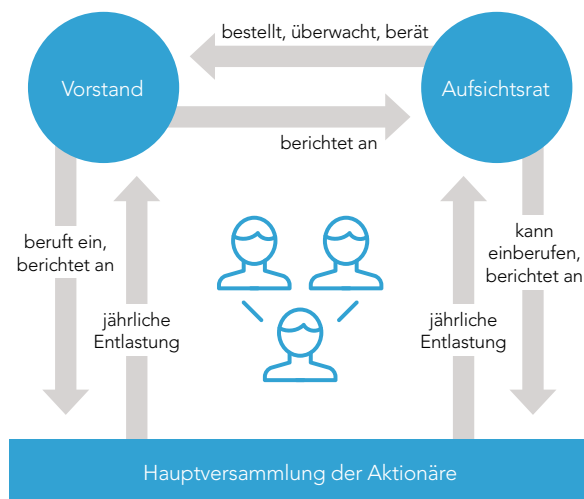 bestellt, überwacht, berät
Vorstand
Aufsichtsrat
berichtet an
beruft ein,
berichtet an
kann
einberufen,
berichtet an
jährliche
Entlastung
jährliche
Entlastung
Hauptversammlung der Aktionäre